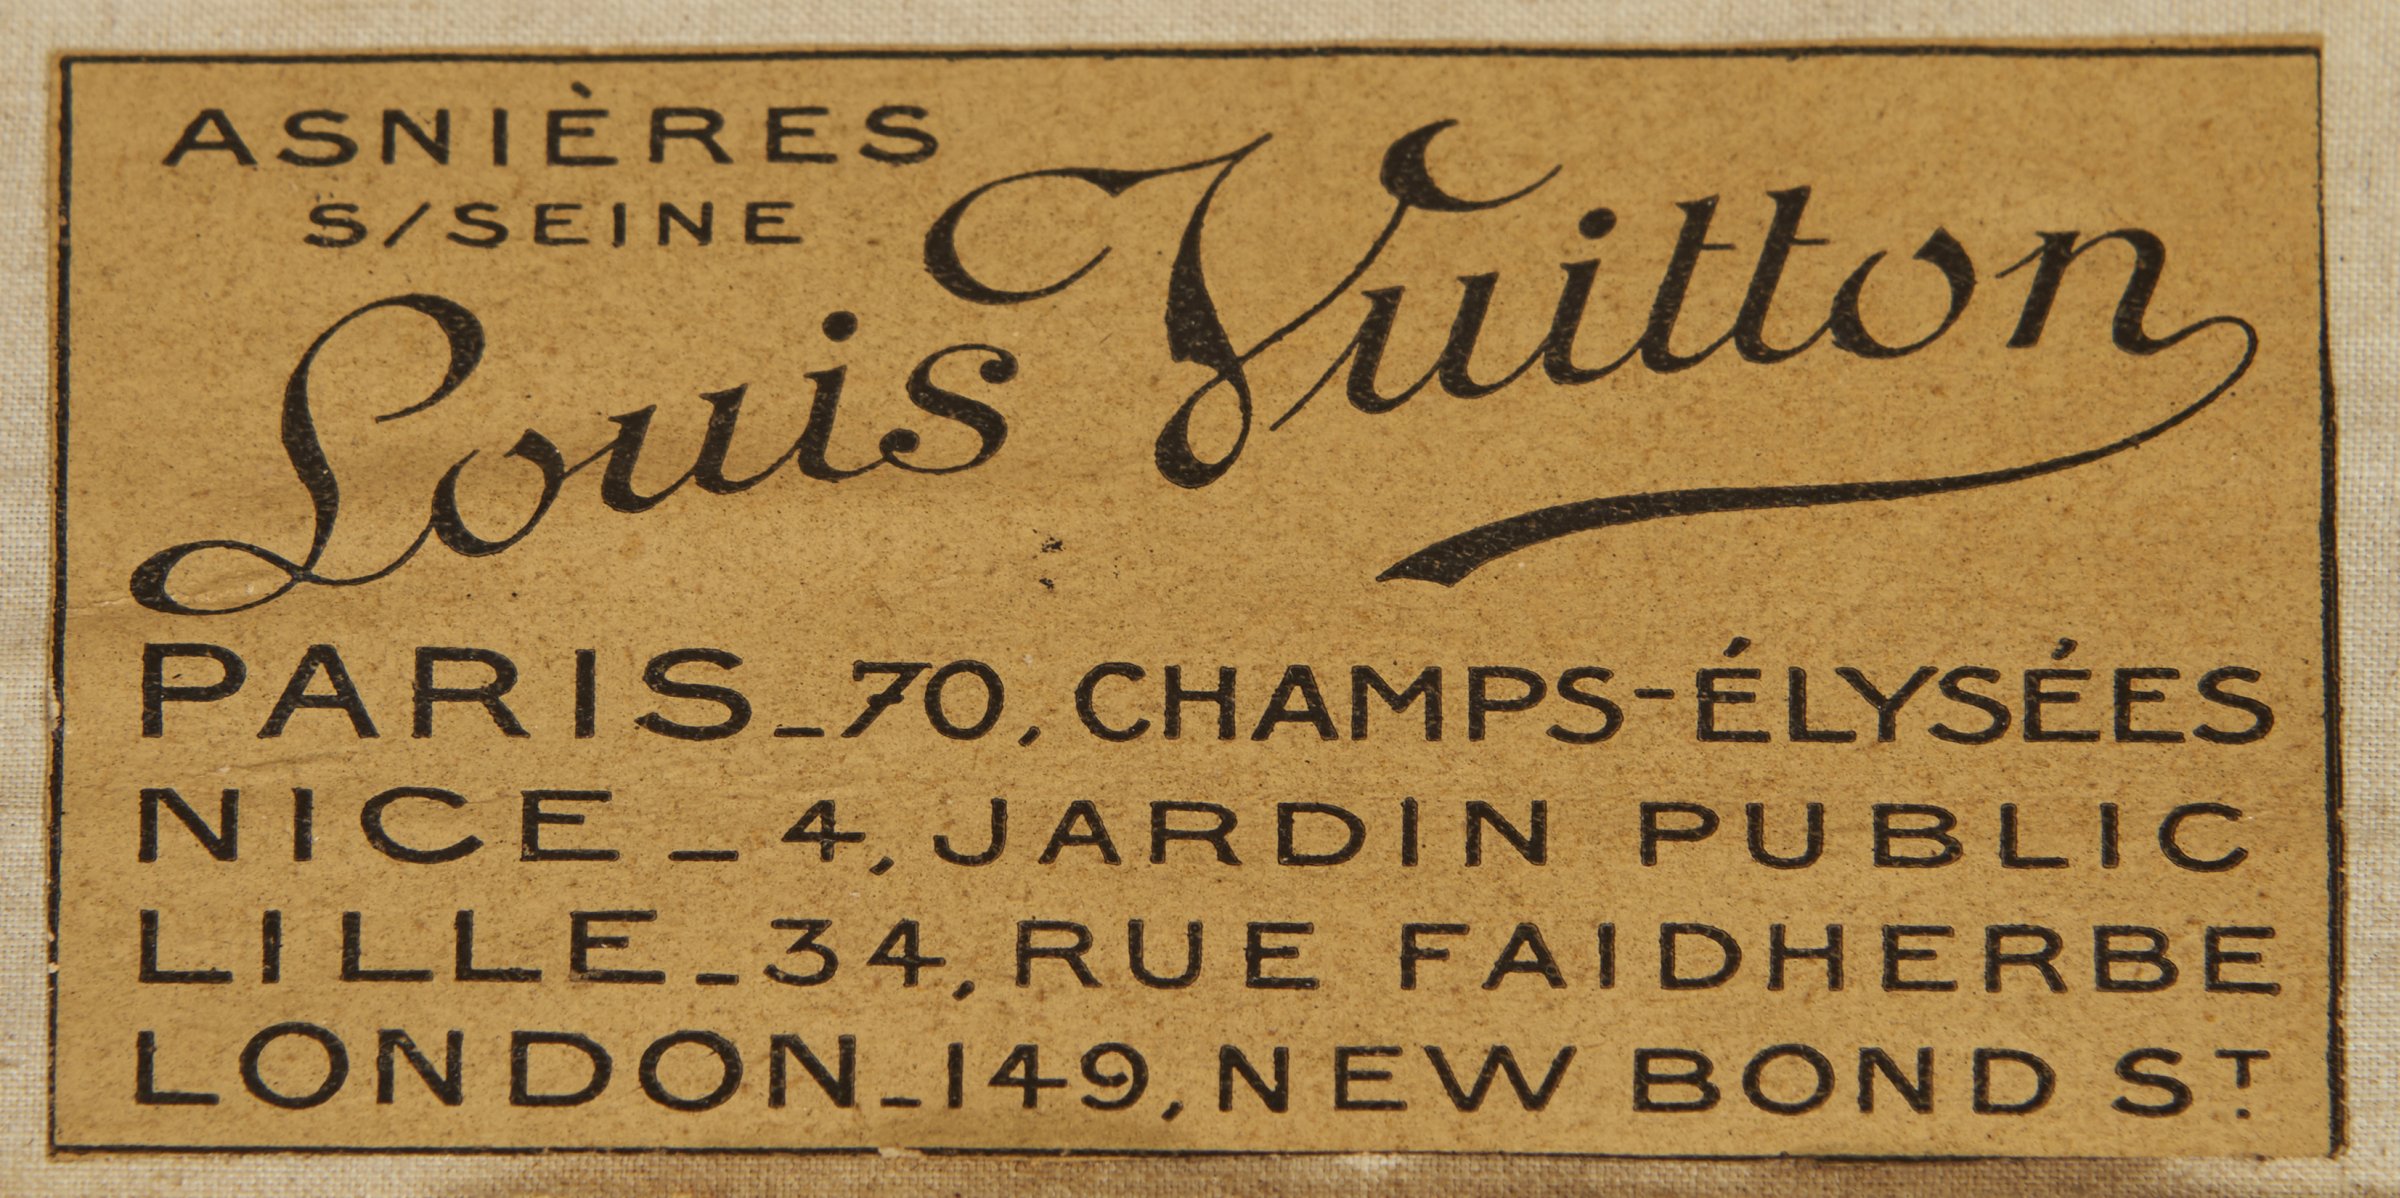 ASNIÈRES
S/SEINE
Louis Vuitton
PARIS_70, CHAMPS-ÉLYSÉES
NICE_4, JARDIN PUBLIC
LILLE_34, RUE FAIDHERBE
LONDON_149, NEW BOND ST.